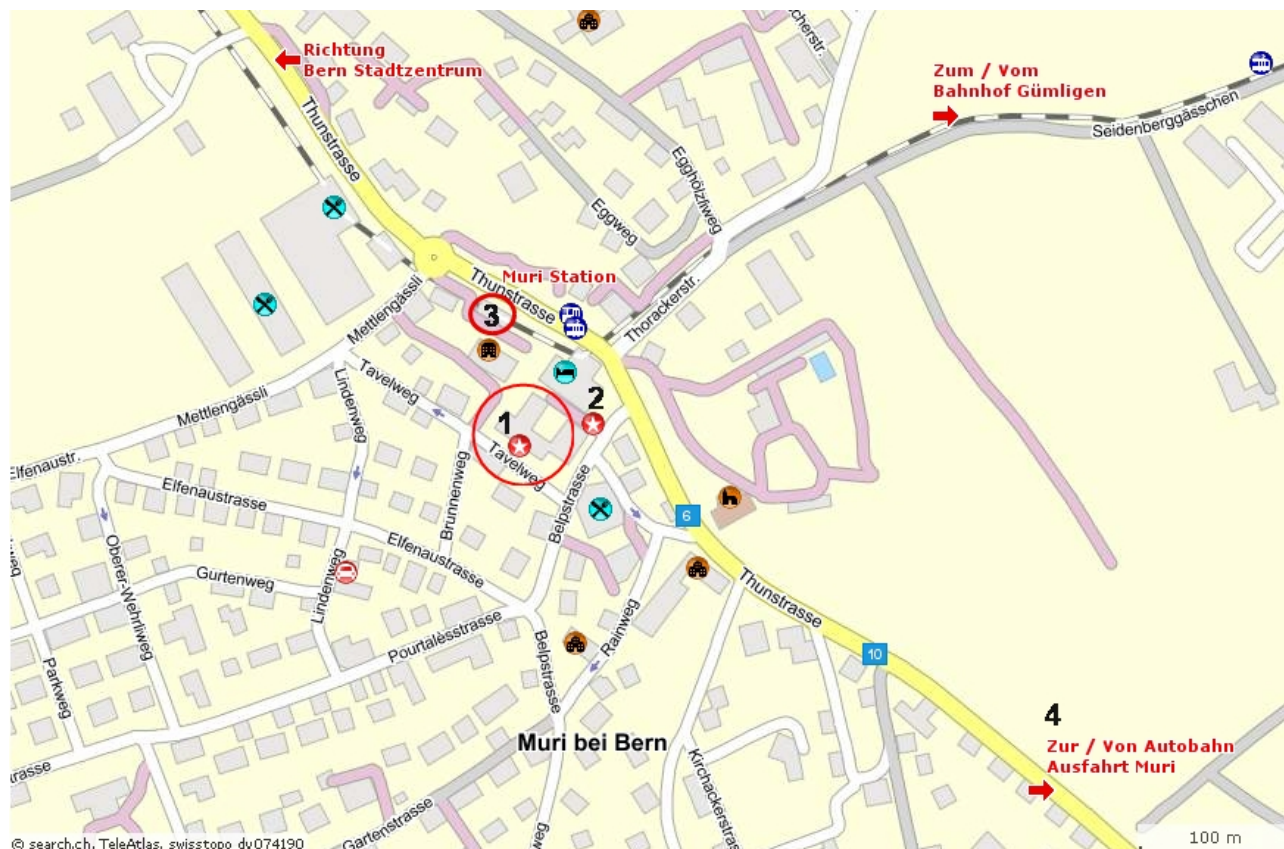 Richtung
Bern Stadtzentrum
Zum / Vom
Bahnhof Gümligen
Seidenberggässchen
Thunstrasse
Egghölzliweg
Eggweg
Muri Station
Thunstrasse
Thorackerstr.
Mettlengässli
3
Tavelweg
Mettlengässli
Lindenweg
2
1
Elfenaustr.
Tavelweg
Elfenaustrasse
Brunnenweg
Belpstrasse
6
Oberer-Wehrliweg
Elfenaustrasse
Gurtenweg
Lindenweg
Thunstrasse
Rainweg
Pourtalèsstrasse
Belpstrasse
10
Parkweg
4
Muri bei Bern
Zur / Von Autobahn
Ausfahrt Muri
Kirchackerstrasse
Gartenstrasse
100 m
© search.ch, TeleAtlas, swisstopo dv074190